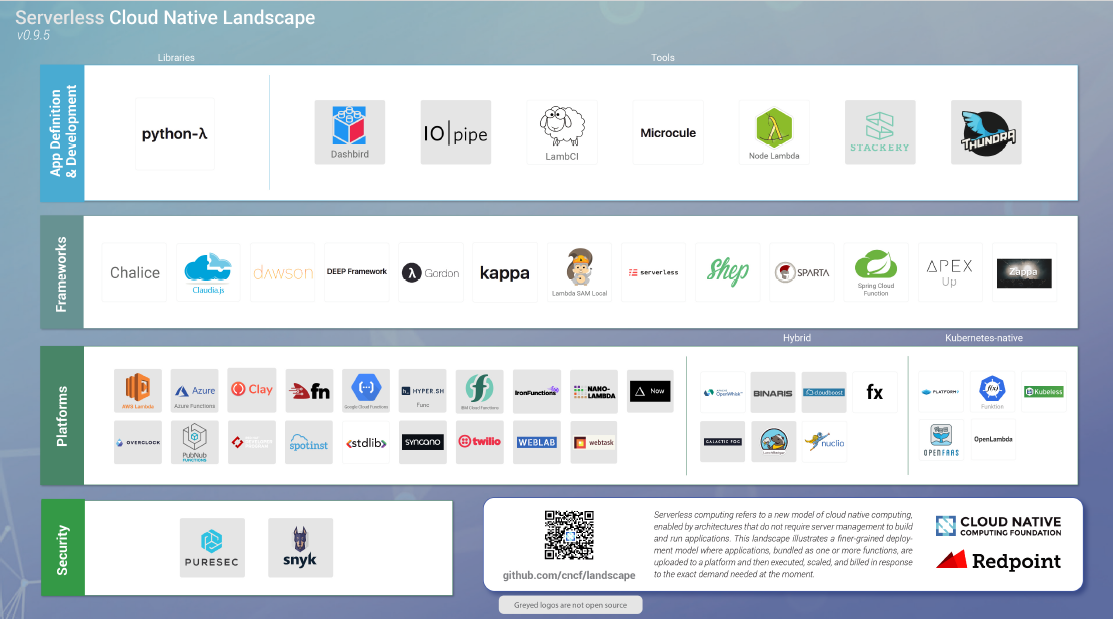 Serverless Cloud Native Landscape
v0.9.5
Libraries
Tools
App Definition
& Development
python-λ
Dashbird
IO|pipe
LambCI
Microcule
Node Lambda
STACKERY
THUNDRA
Frameworks
Chalice
Claudia.js
dawson
DEEP Framework
λ Gordon
kappa
Lambda SAM Local
serverless
Shep
SPARTA
Spring Cloud
Function
APEX
Up
Zappa
Hybrid
Kubernetes-native
Platforms
AWS Lambda
Azure
Azure Functions
Clay
fn
Google Cloud Functions
HYPER SH
Func
IBM Cloud Functions
IronFunctions
NANO-
LAMBDA
Now
OpenWhisk
BINARIS
cloudboost
fx
PLATFORM9
f(x)
Funktion
Kubeless
OVERCLOCK
PubNub
FUNCTIONS
spotinst
<stdlib>
syncano
twilio
WEBLAB
webtask
GALACTIC FOG
nuclio
OPENFAAS
OpenLambda
Security
PURESEC
snyk
github.com/cncf/landscape
Serverless computing refers to a new model of cloud native computing,
enabled by architectures that do not require server management to build
and run applications. This landscape illustrates a finer-grained deploy-
ment model where applications, bundled as one or more functions, are
uploaded to a platform and then executed, scaled, and billed in response
to the exact demand needed at the moment.
CLOUD NATIVE
COMPUTING FOUNDATION
Redpoint
Greyed logos are not open source